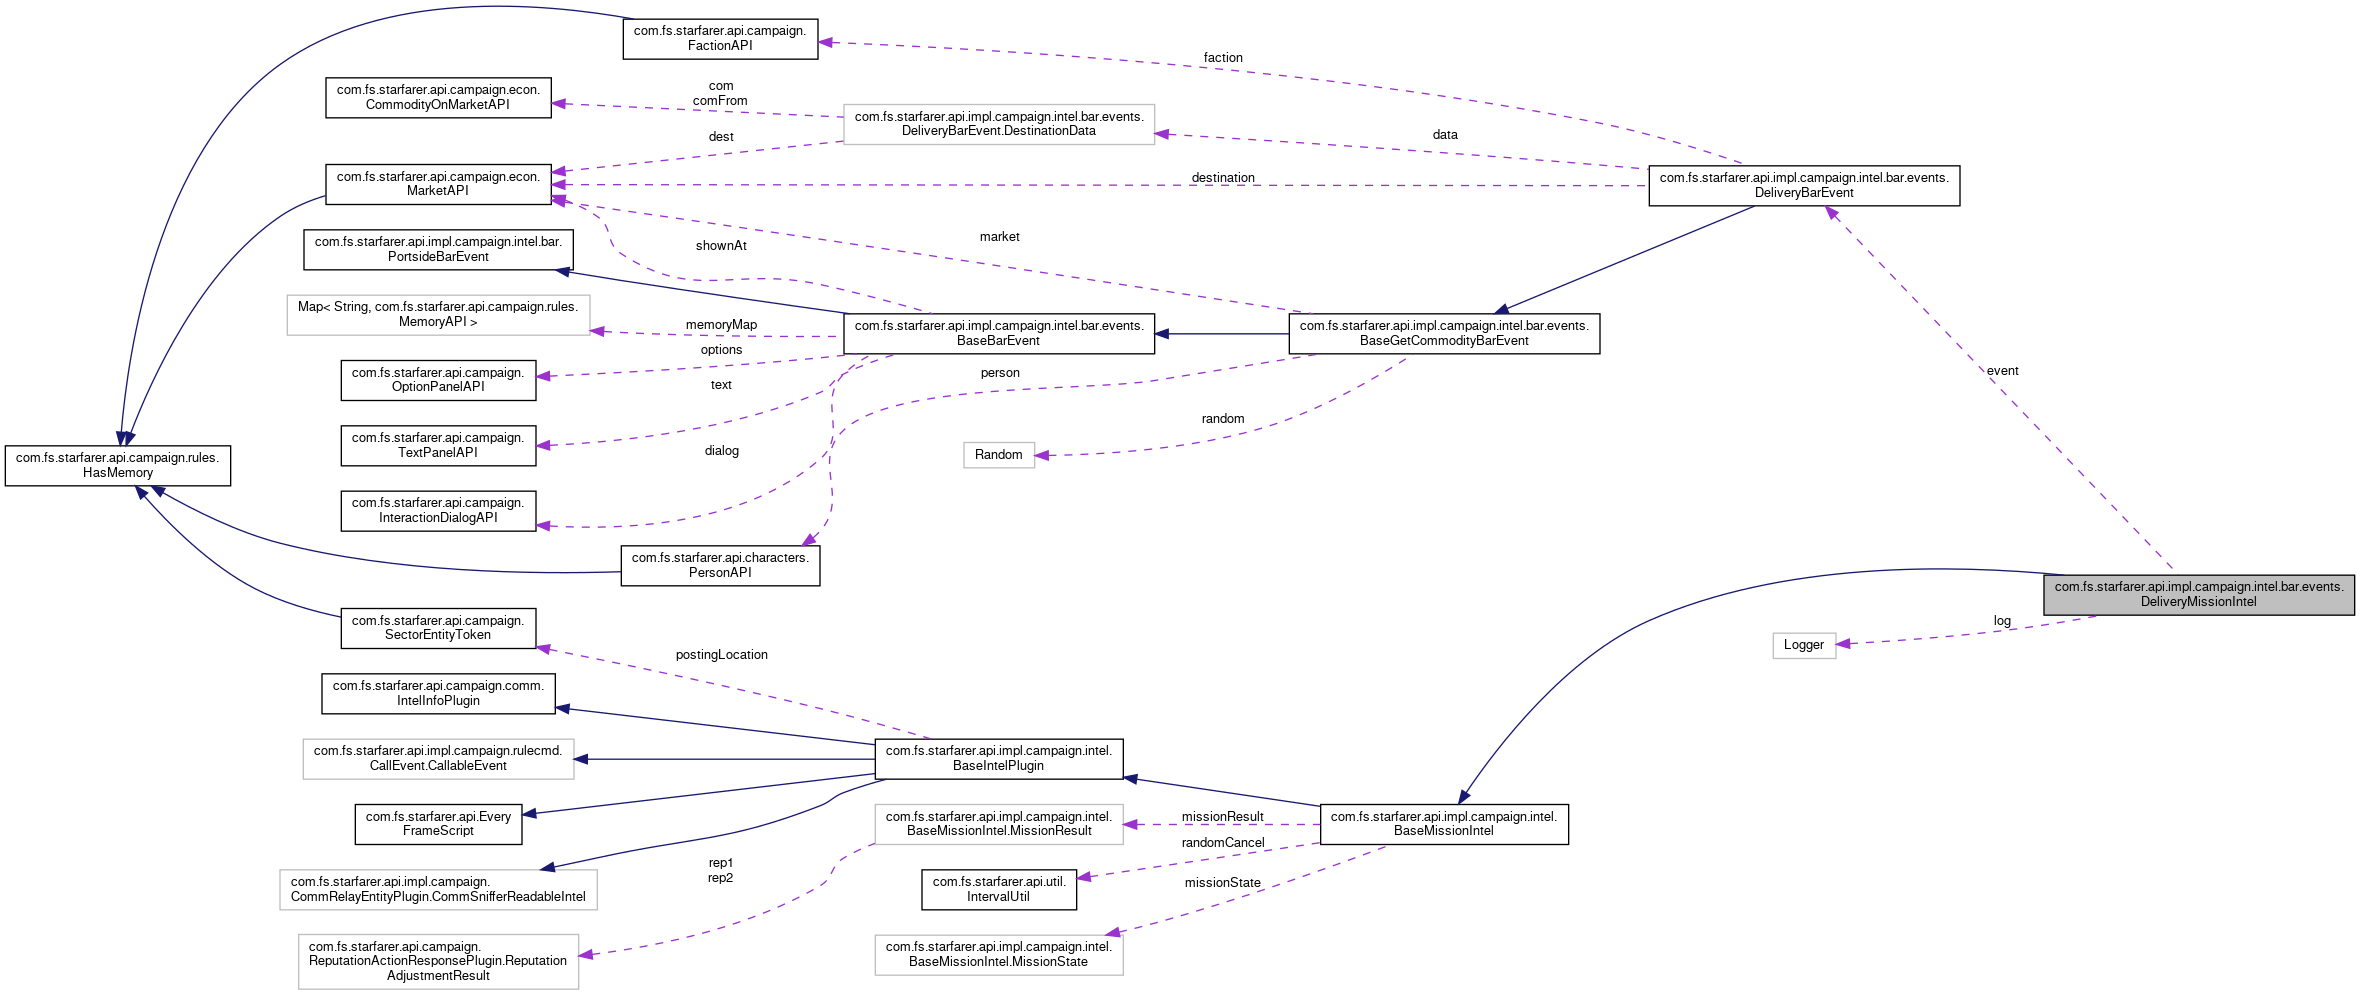 com.fs.starfarer.api.campaign.
FactionAPI
faction
com.fs.starfarer.api.campaign.econ.
CommodityOnMarketAPI
com
comFrom
com.fs.starfarer.api.impl.campaign.intel.bar.events.
DeliveryBarEvent.DestinationData
data
dest
com.fs.starfarer.api.campaign.econ.
MarketAPI
destination
com.fs.starfarer.api.impl.campaign.intel.bar.events.
DeliveryBarEvent
com.fs.starfarer.api.impl.campaign.intel.bar.
PortsideBarEvent
shownAt
market
Map< String, com.fs.starfarer.api.campaign.rules.
MemoryAPI >
memoryMap
com.fs.starfarer.api.impl.campaign.intel.bar.events.
BaseBarEvent
com.fs.starfarer.api.impl.campaign.intel.bar.events.
BaseGetCommodityBarEvent
com.fs.starfarer.api.campaign.
OptionPanelAPI
options
text
person
event
com.fs.starfarer.api.campaign.
TextPanelAPI
random
dialog
Random
com.fs.starfarer.api.campaign.rules.
HasMemory
com.fs.starfarer.api.campaign.
InteractionDialogAPI
com.fs.starfarer.api.characters.
PersonAPI
com.fs.starfarer.api.impl.campaign.intel.bar.events.
DeliveryMissionIntel
com.fs.starfarer.api.campaign.
SectorEntityToken
log
Logger
postingLocation
com.fs.starfarer.api.campaign.comm.
IntelInfoPlugin
com.fs.starfarer.api.impl.campaign.rulecmd.
CallEvent.CallableEvent
com.fs.starfarer.api.impl.campaign.intel.
BaseIntelPlugin
com.fs.starfarer.api.Every
FrameScript
com.fs.starfarer.api.impl.campaign.intel.
BaseMissionIntel.MissionResult
missionResult
com.fs.starfarer.api.impl.campaign.intel.
BaseMissionIntel
randomCancel
rep1
rep2
com.fs.starfarer.api.impl.campaign.
CommRelayEntityPlugin.CommSnifferReadableIntel
com.fs.starfarer.api.util.
IntervalUtil
missionState
com.fs.starfarer.api.campaign.
ReputationActionResponsePlugin.Reputation
AdjustmentResult
com.fs.starfarer.api.impl.campaign.intel.
BaseMissionIntel.MissionState